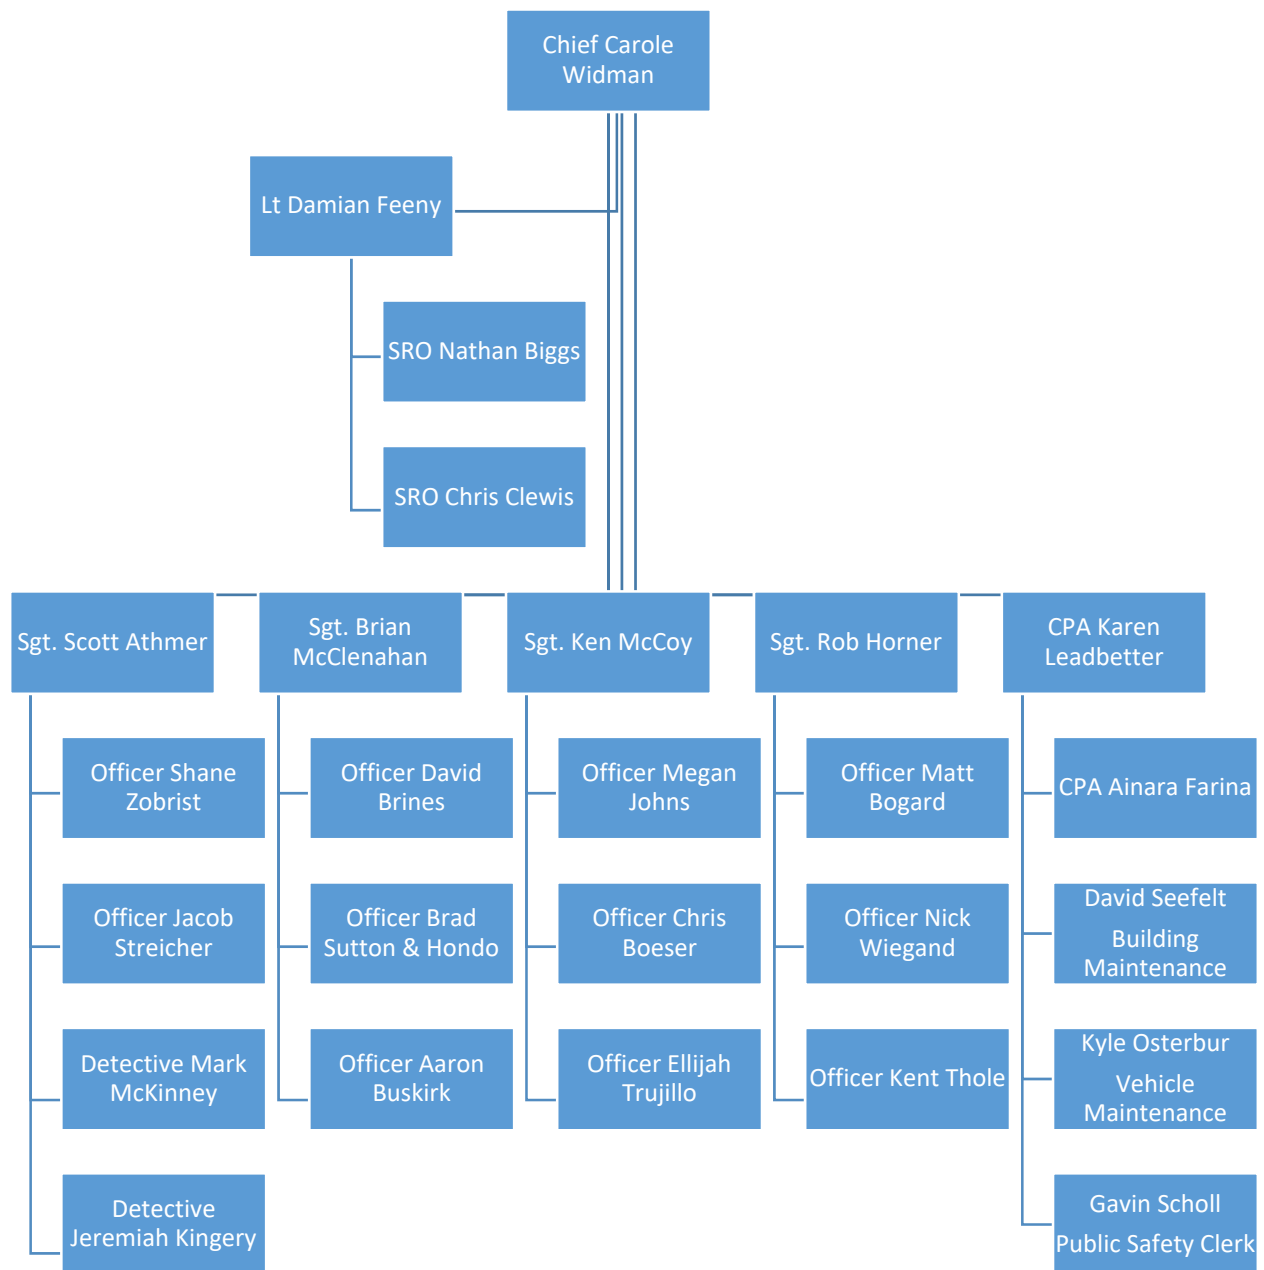 Chief Carole
Widman
Lt Damian Feeny
SRO Nathan Biggs
SRO Chris Clewis
Sgt. Scott Athmer
Sgt. Brian
McClenahan
Sgt. Ken McCoy
Sgt. Rob Horner
CPA Karen
Leadbetter
Officer Shane
Zobrist
Officer David
Brines
Officer Megan
Johns
Officer Matt
Bogard
CPA Ainara Farina
Officer Jacob
Streicher
Officer Brad
Sutton & Hondo
Officer Chris
Boeser
Officer Nick
Wiegand
David Seefelt
Building
Maintenance
Detective Mark
McKinney
Officer Aaron
Buskirk
Officer Ellijah
Trujillo
Officer Kent Thole
Kyle Osterbur
Vehicle
Maintenance
Detective
Jeremiah Kingery
Gavin Scholl
Public Safety Clerk